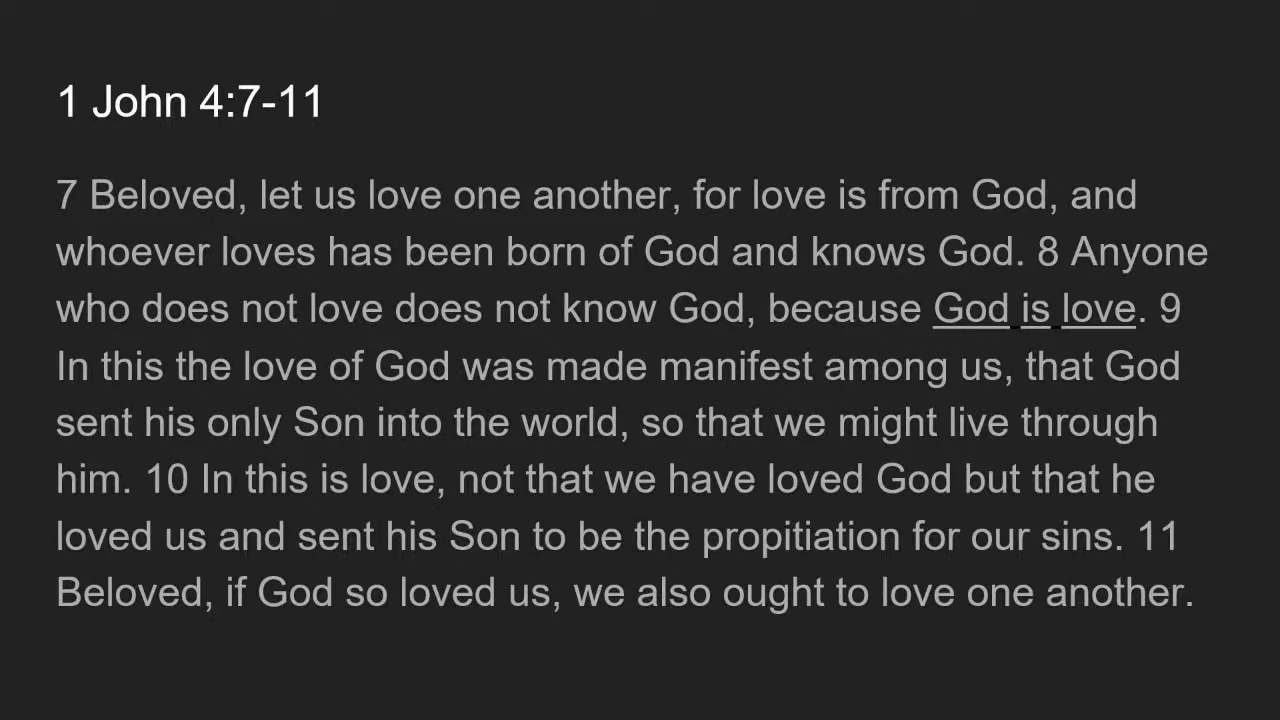 1 John 4:7-11
7 Beloved, let us love one another, for love is from God, and
whoever loves has been born of God and knows God. 8 Anyone
who does not love does not know God, because God is love. 9
In this the love of God was made manifest among us, that God
sent his only Son into the world, so that we might live through
him. 10 In this is love, not that we have loved God but that he
loved us and sent his Son to be the propitiation for our sins. 11
Beloved, if God so loved us, we also ought to love one another.